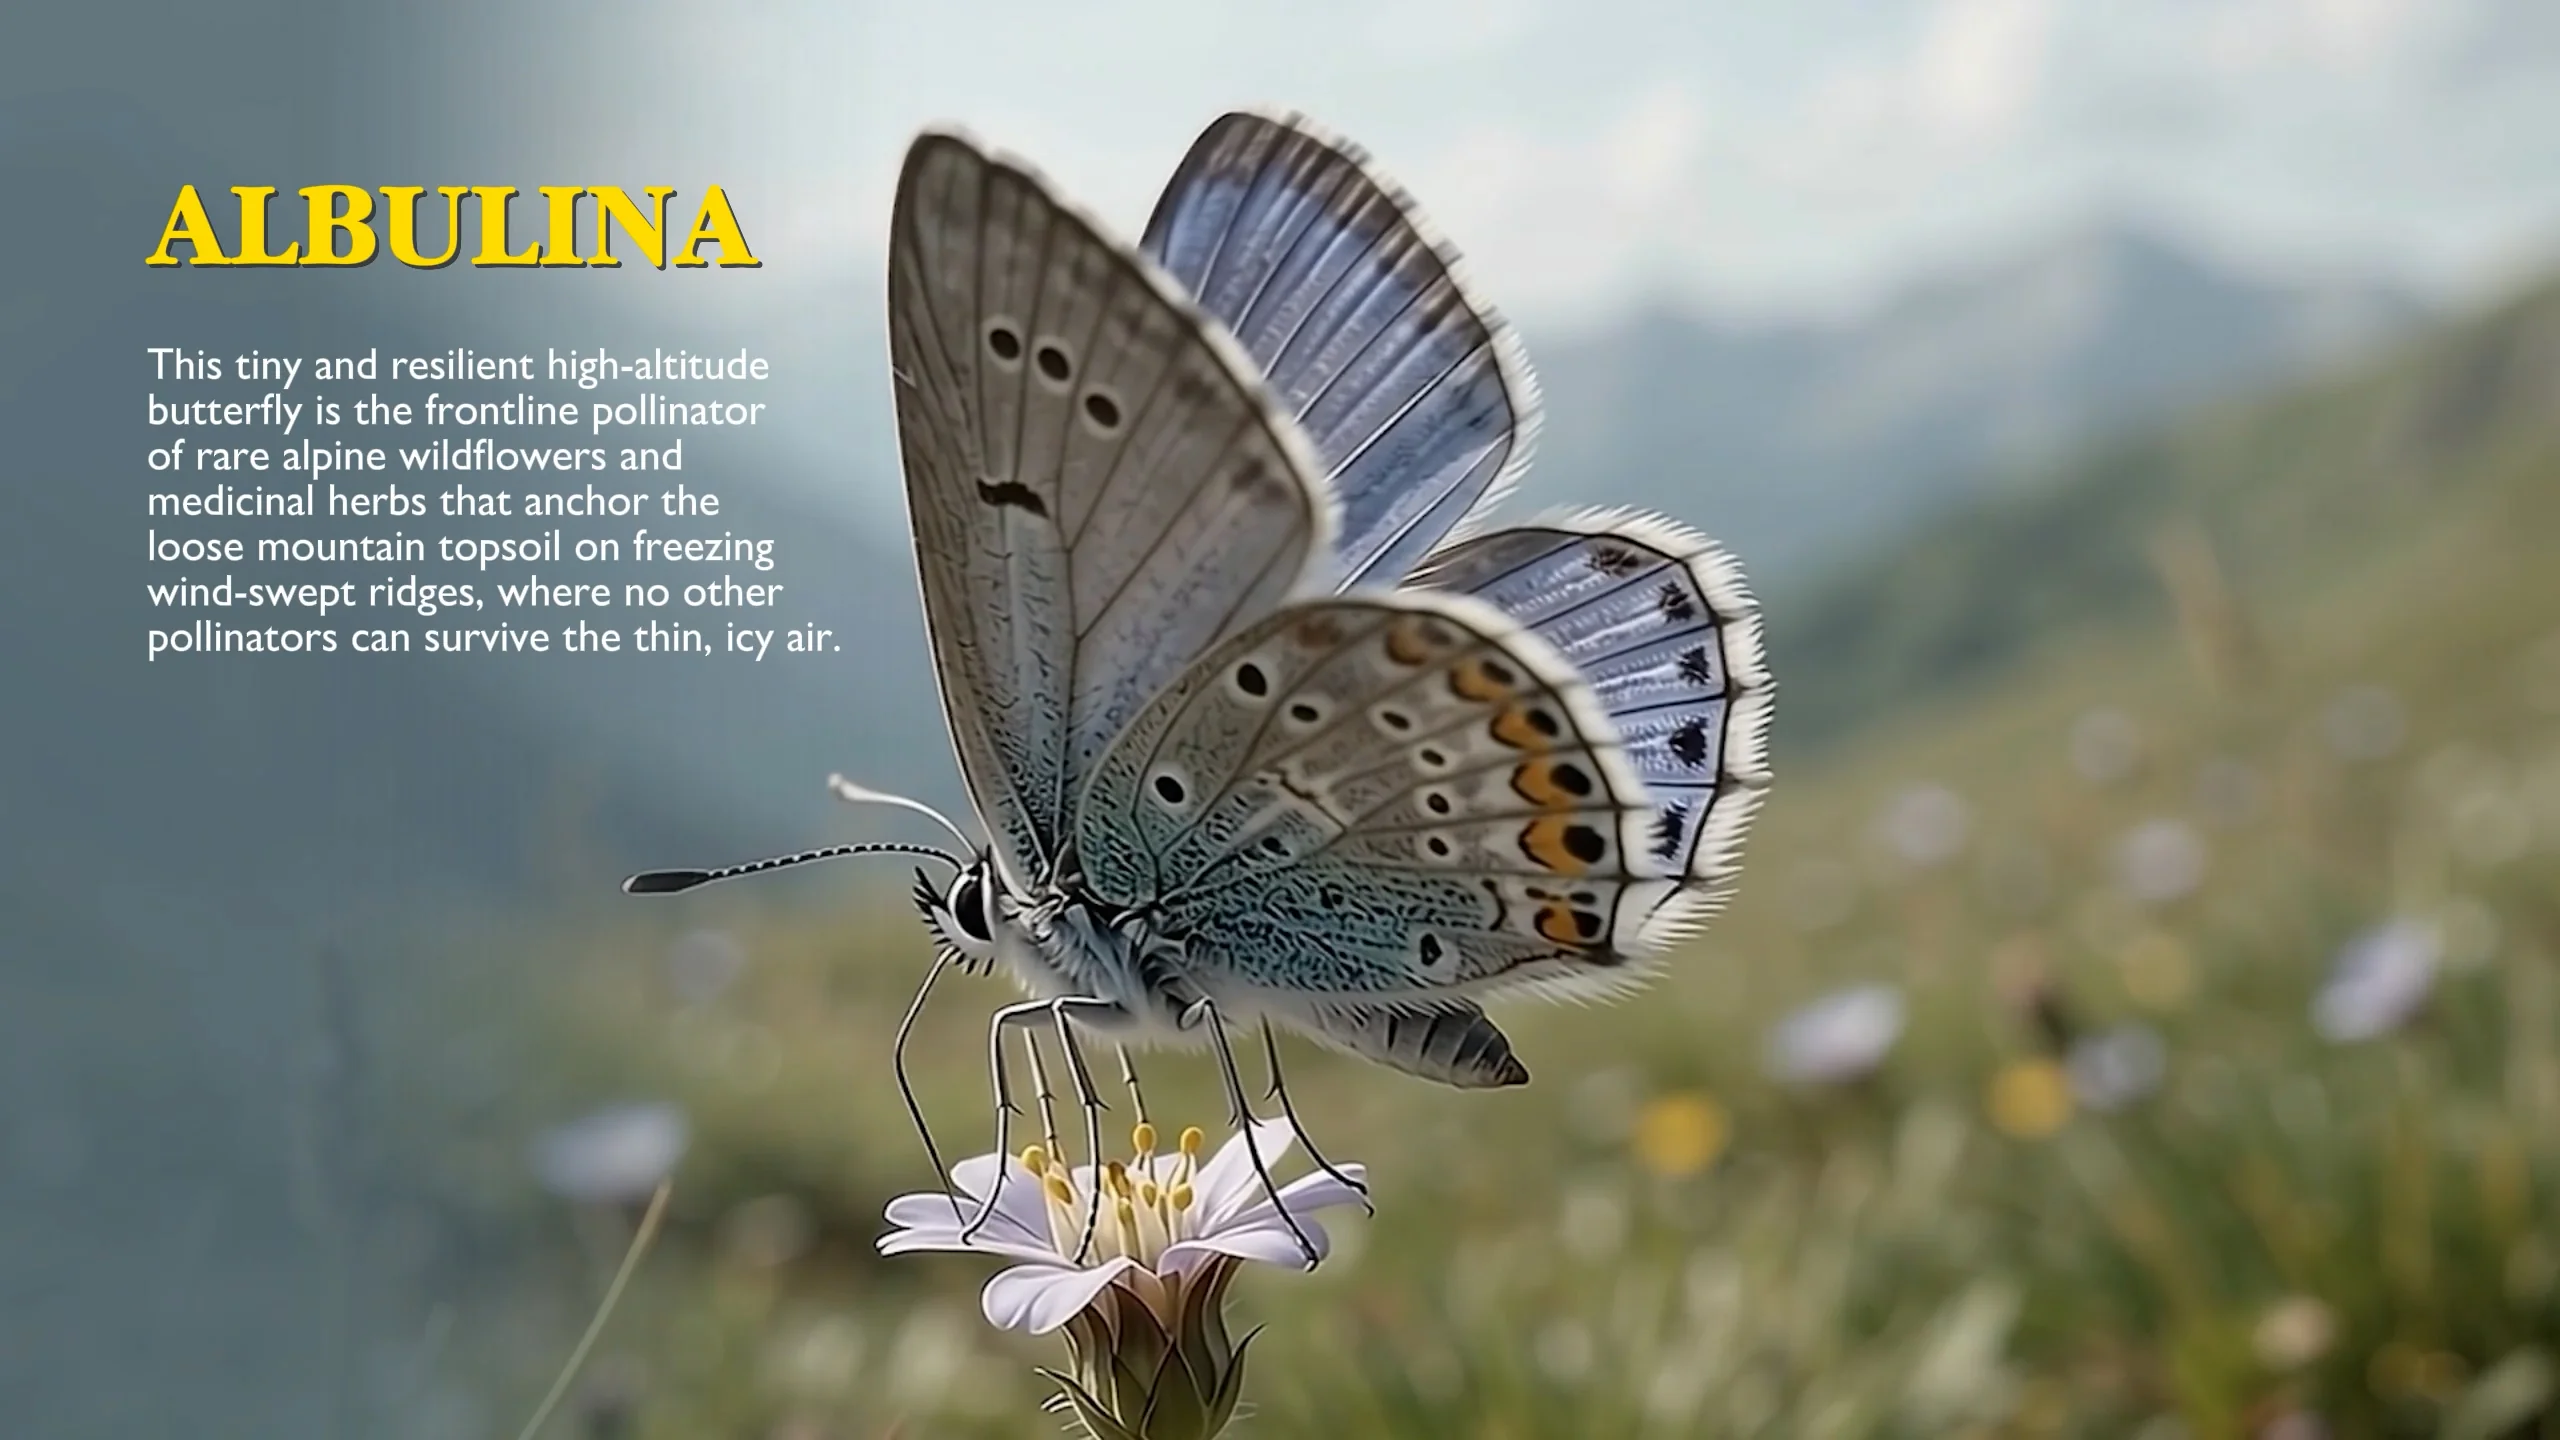 ALBULINA
This tiny and resilient high-altitude
butterfly is the frontline pollinator
of rare alpine wildflowers and
medicinal herbs that anchor the
loose mountain topsoil on freezing
wind-swept ridges, where no other
pollinators can survive the thin, icy air.